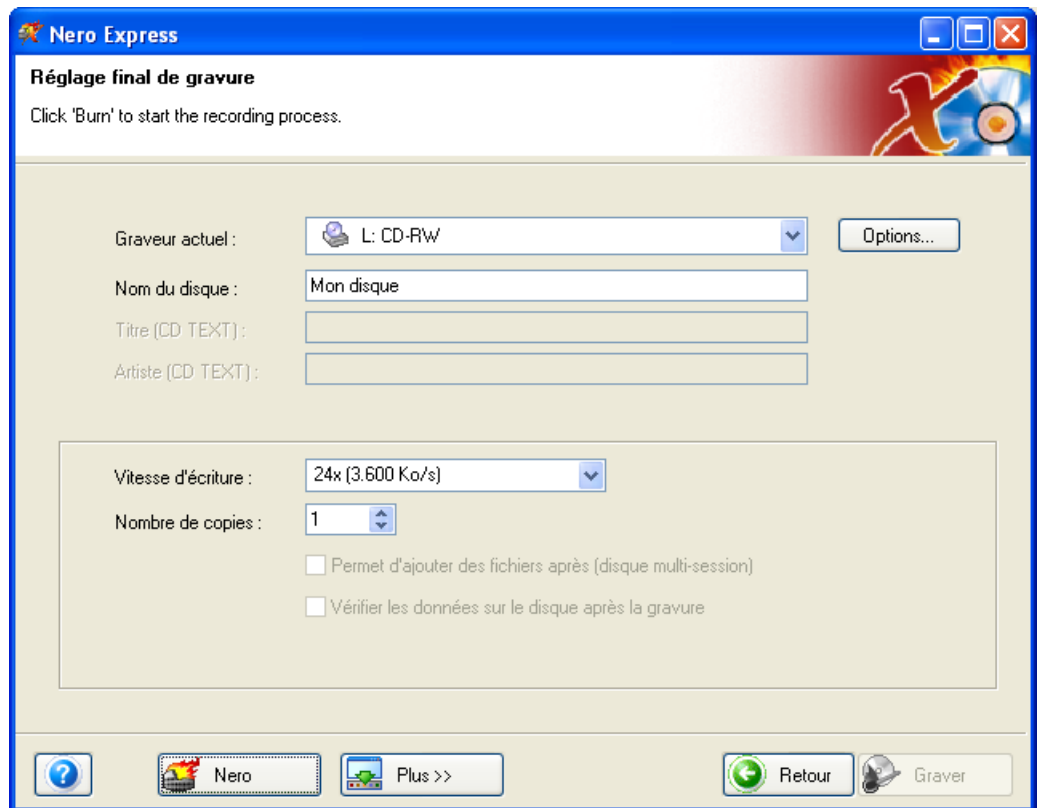 Nero Express
Réglage final de gravure
Click 'Burn' to start the recording process.
Graveur actuel :
L: CD-RW
Options...
Nom du disque :
Mon disque
Titre (CD TEXT) :
Artiste (CD TEXT) :
Vitesse d'écriture :
24x (3.600 Ko/s)
Nombre de copies :
1
Permet d'ajouter des fichiers après (disque multi-session)
Vérifier les données sur le disque après la gravure
?
Nero
Plus >>
Retour
Graver